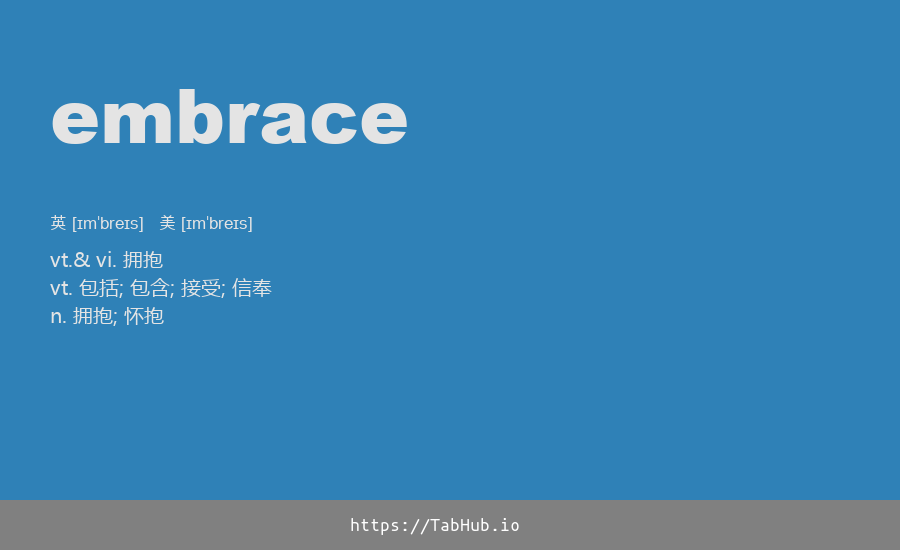 embrace
英 [ɪmˈbreɪs]   美 [ɪmˈbreɪs]
vt.& vi. 拥抱
vt. 包括; 包含; 接受; 信奉
n. 拥抱; 怀抱
https://TabHub.io